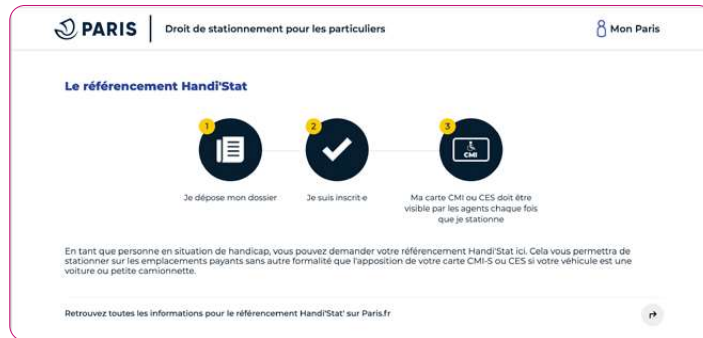 PARIS
Droit de stationnement pour les particuliers
Mon Paris
Le référencement Handi'Stat
1
2
3
CMI
Je dépose mon dossier
Je suis inscrit·e
Ma carte CMI ou CES doit être
visible par les agents chaque fois
que je stationne
En tant que personne en situation de handicap, vous pouvez demander votre référencement Handi'Stat ici. Cela vous permettra de
stationner sur les emplacements payants sans autre formalité que l'apposition de votre carte CMI-S ou CES si votre véhicule est une
voiture ou petite camionnette.
Retrouvez toutes les informations pour le référencement Handi'Stat' sur Paris.fr